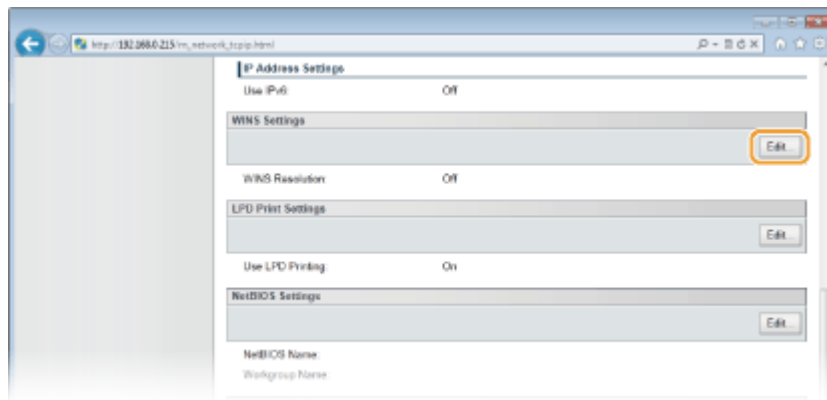 http://192.168.0.215/m_network_tcpip.html
IP Address Settings
Use IPv6: Off
WINS Settings
Edit...
WINS Resolution: Off
LPD Print Settings
Edit...
Use LPD Printing: On
NetBIOS Settings
Edit...
NetBIOS Name:
Workgroup Name: